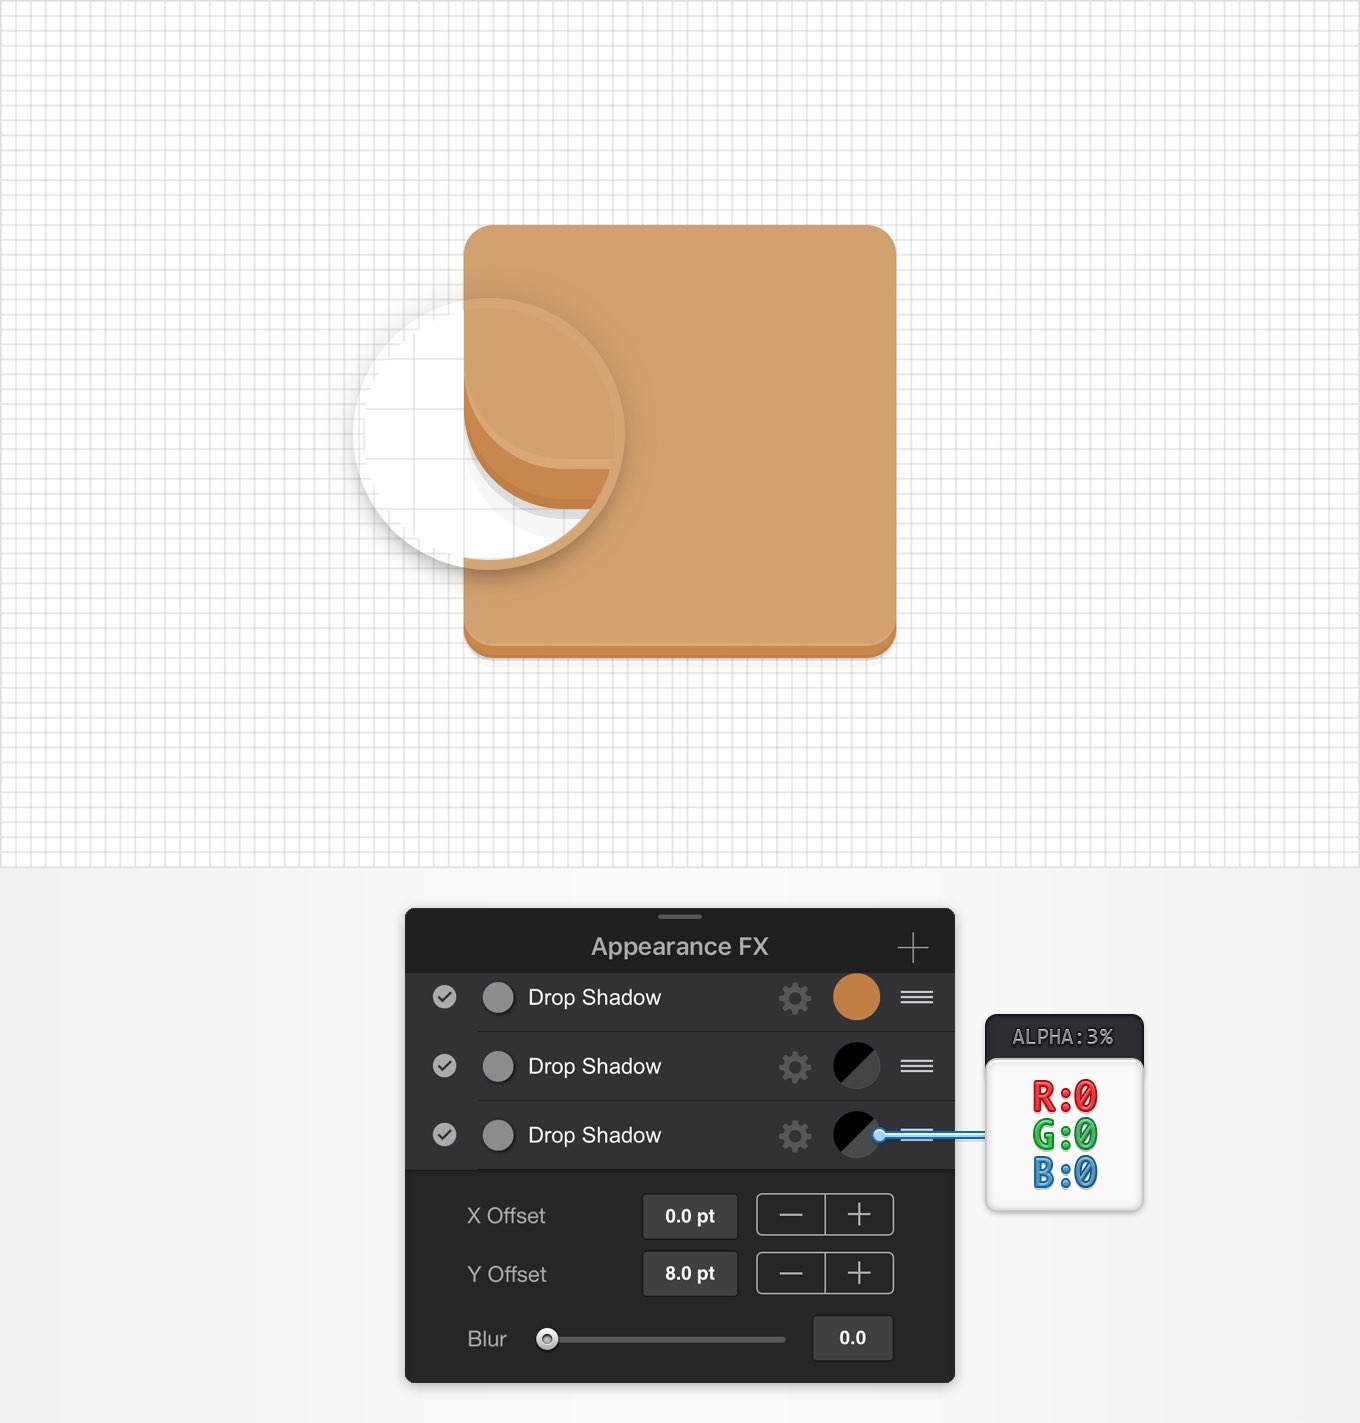 Appearance FX
Drop Shadow
Drop Shadow
Drop Shadow
ALPHA:3%
R:0
G:0
B:0
X Offset 0.0 pt
Y Offset 8.0 pt
Blur 0.0